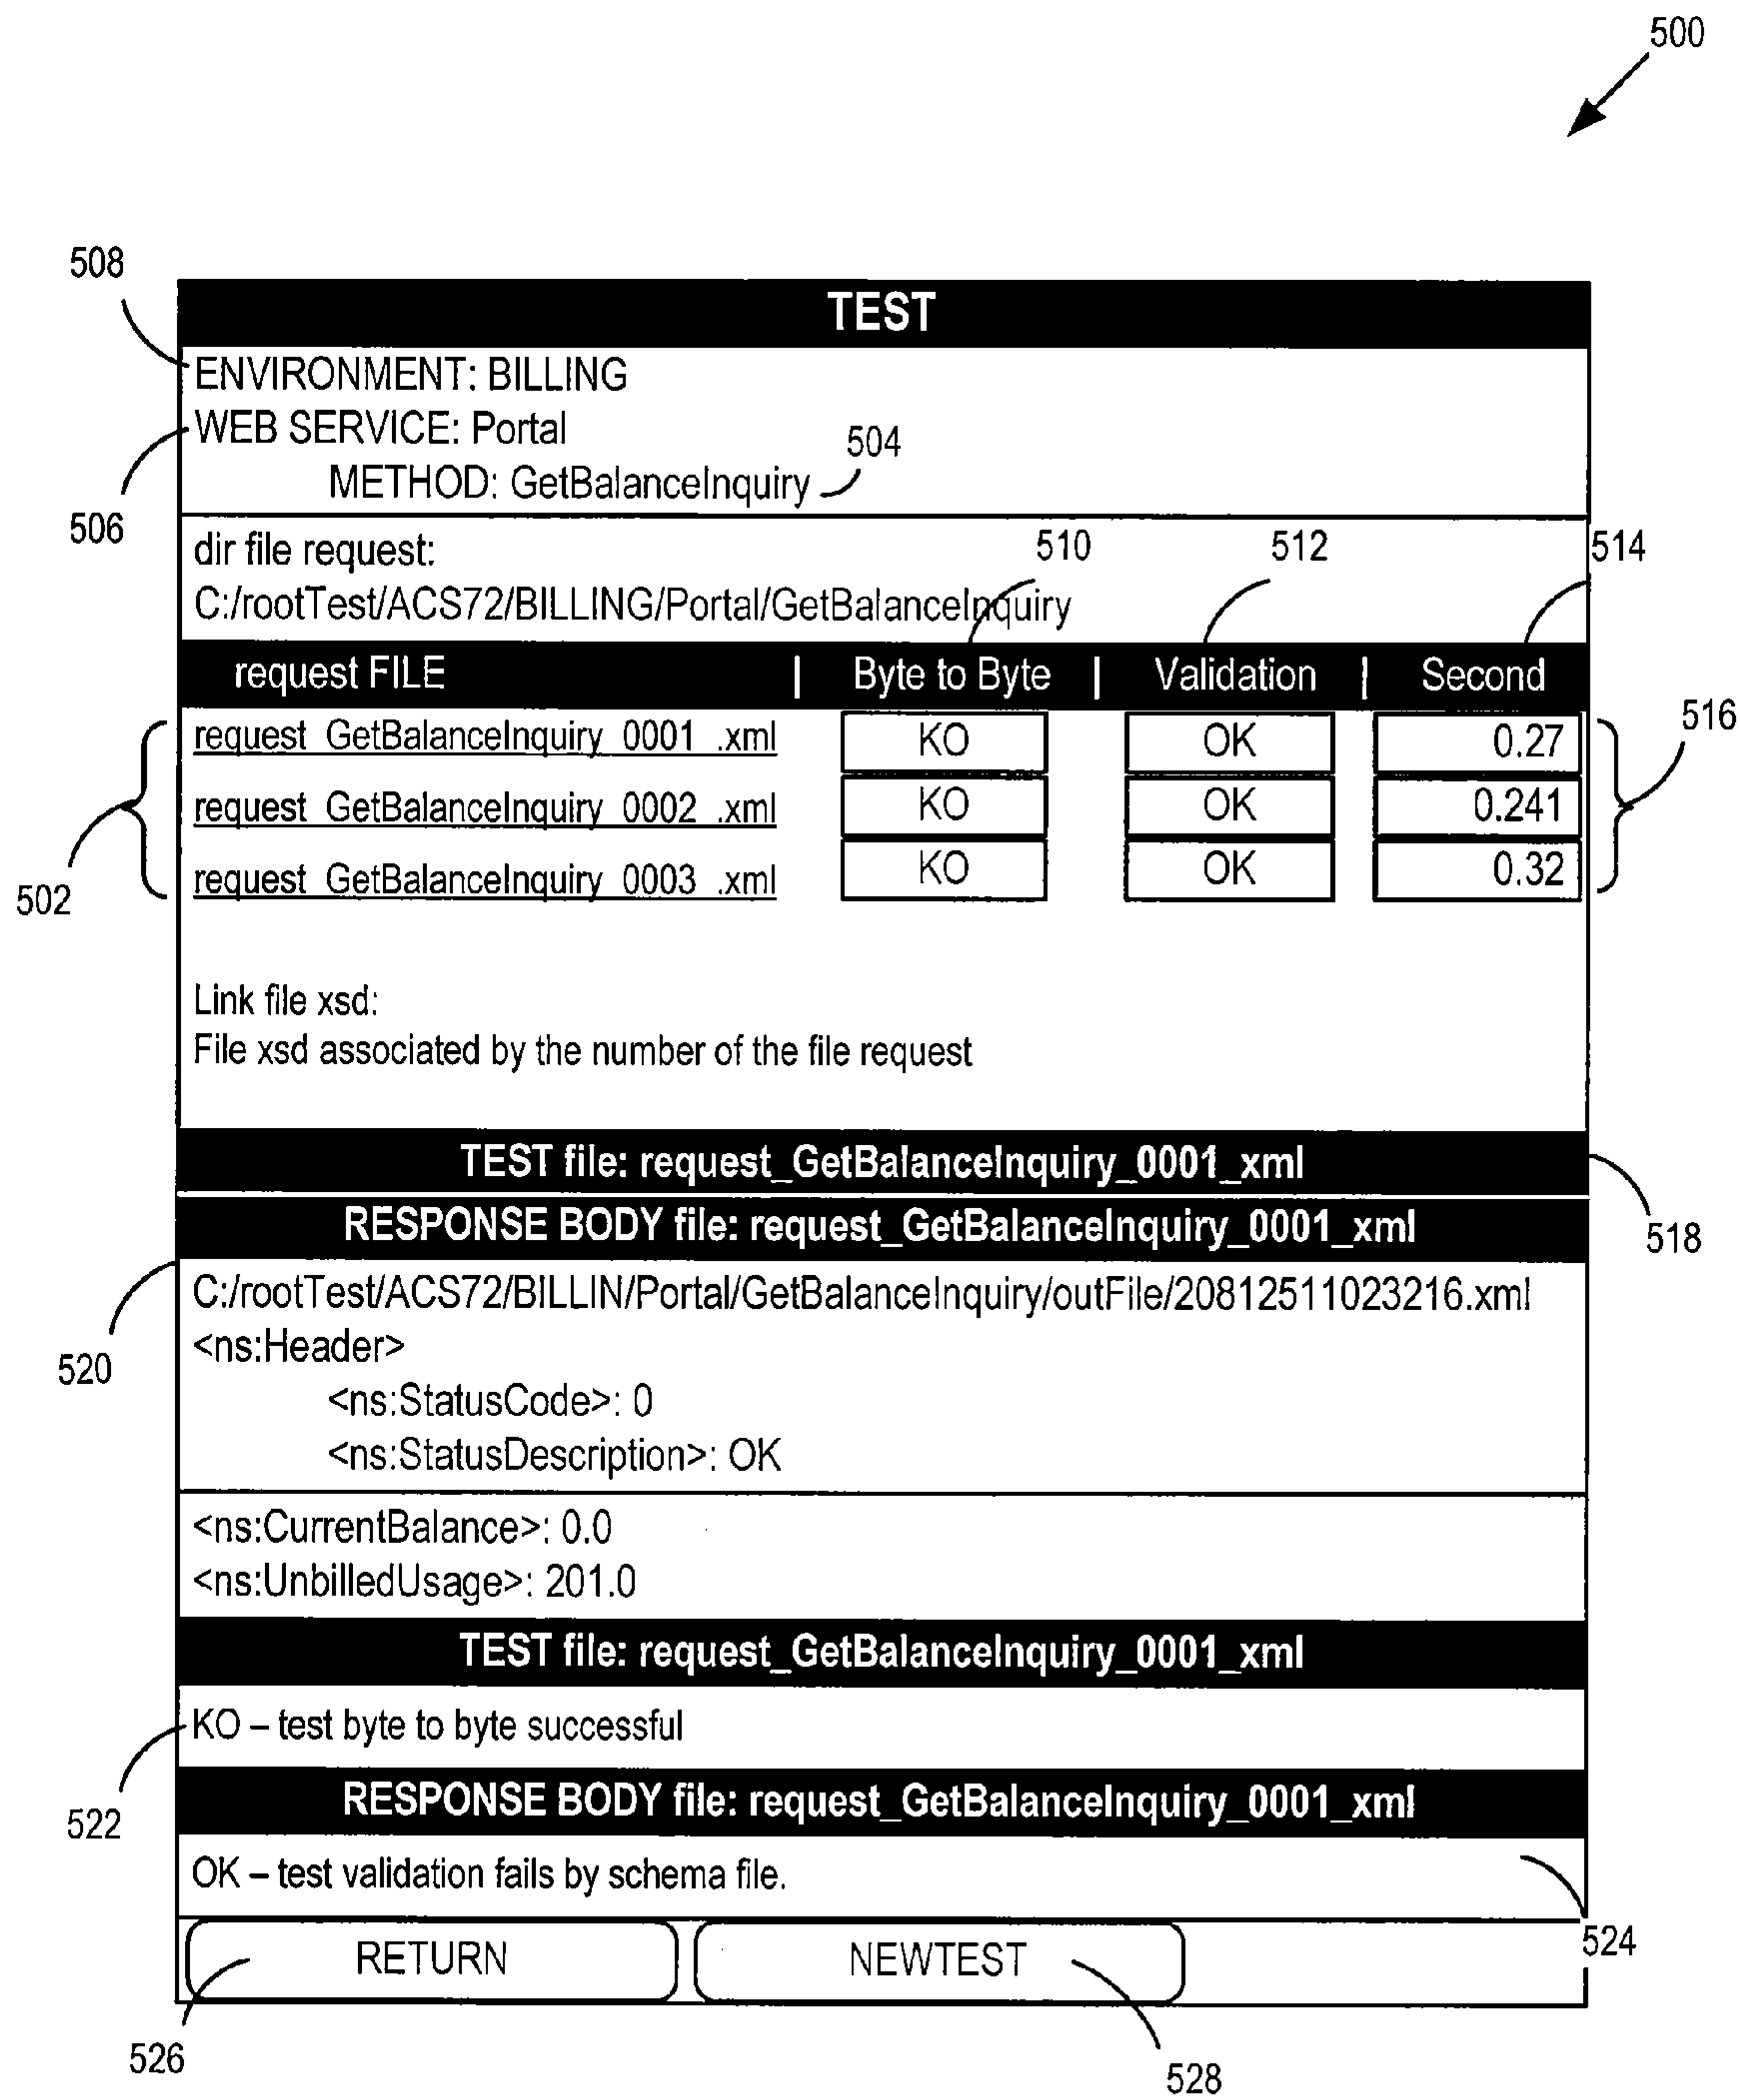 500
508
TEST
ENVIRONMENT: BILLING
WEB SERVICE: Portal
504
METHOD: GetBalanceInquiry
506
dir file request:
510
512
514
C:/rootTest/ACS72/BILLING/Portal/GetBalanceInquiry
request FILE | Byte to Byte | Validation | Second
request_GetBalanceInquiry_0001_.xml KO OK 0.27
516
request_GetBalanceInquiry_0002_.xml KO OK 0.241
request_GetBalanceInquiry_0003_.xml KO OK 0.32
502
Link file xsd:
File xsd associated by the number of the file request
TEST file: request_GetBalanceInquiry_0001_xml
RESPONSE BODY file: request_GetBalanceInquiry_0001_xml
518
C:/rootTest/ACS72/BILLIN/Portal/GetBalanceInquiry/outFile/20812511023216.xml
<ns:Header>
520
<ns:StatusCode>: 0
<ns:StatusDescription>: OK
<ns:CurrentBalance>: 0.0
<ns:UnbilledUsage>: 201.0
TEST file: request_GetBalanceInquiry_0001_xml
KO – test byte to byte successful
RESPONSE BODY file: request_GetBalanceInquiry_0001_xml
522
OK – test validation fails by schema file.
524
RETURN NEWTEST
526
528